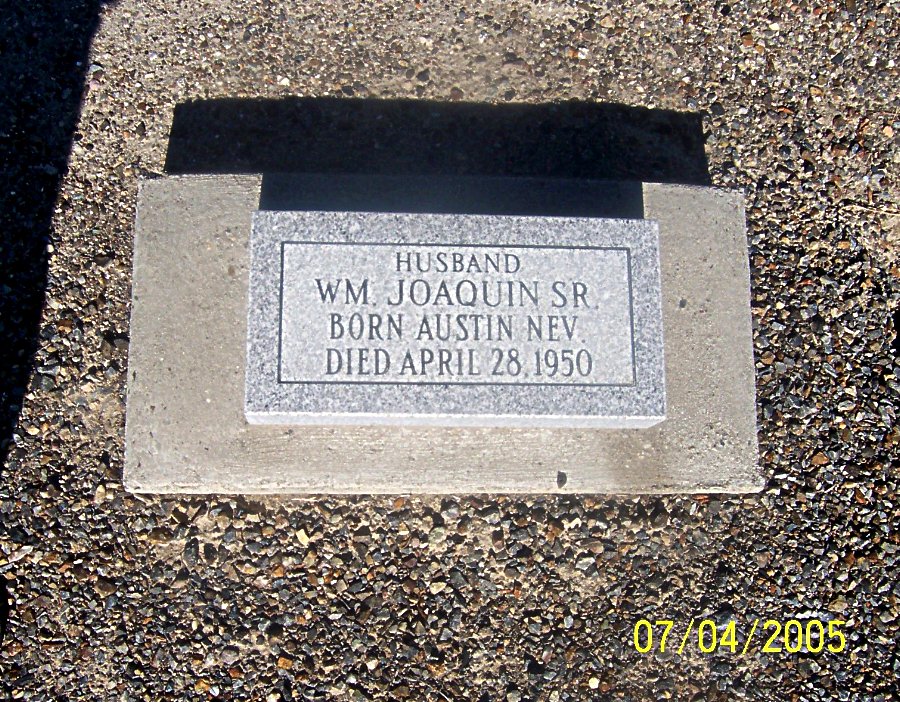 HUSBAND
WM. JOAQUIN SR.
BORN AUSTIN NEV.
DIED APRIL 28, 1950
07/04/2005